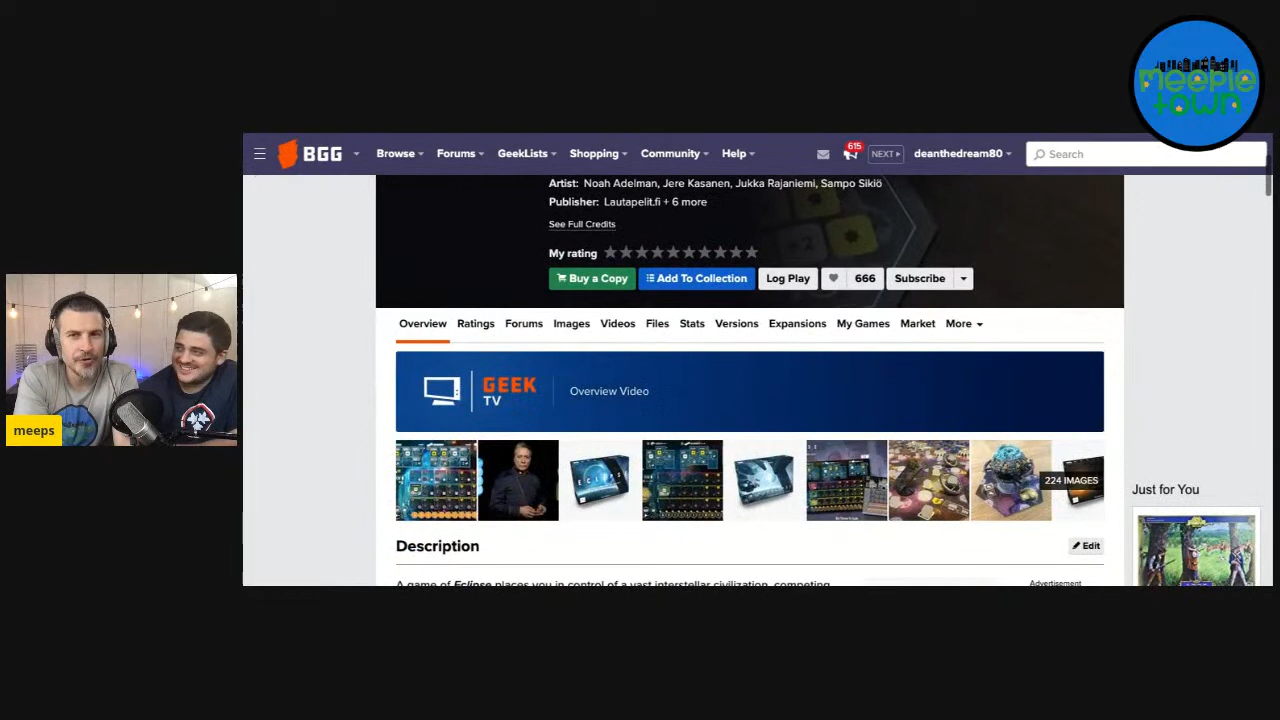 meeple
town
BGG
Browse
Forums
GeekLists
Shopping
Community
Help
615
NEXT
deanthedream80
Search
Artist: Noah Adelman, Jere Kasanen, Jukka Rajaniemi, Sampo Sikiö
Publisher: Lautapelit.fi + 6 more
See Full Credits
My rating
Buy a Copy
Add To Collection
Log Play
666
Subscribe
Overview
Ratings
Forums
Images
Videos
Files
Stats
Versions
Expansions
My Games
Market
More
GEEK
TV
Overview Video
meeps
ECLIPSE
224 IMAGES
Just for You
Description
Edit
A game of Eclipse places you in control of a vast interstellar civilization, competing
Advertisement